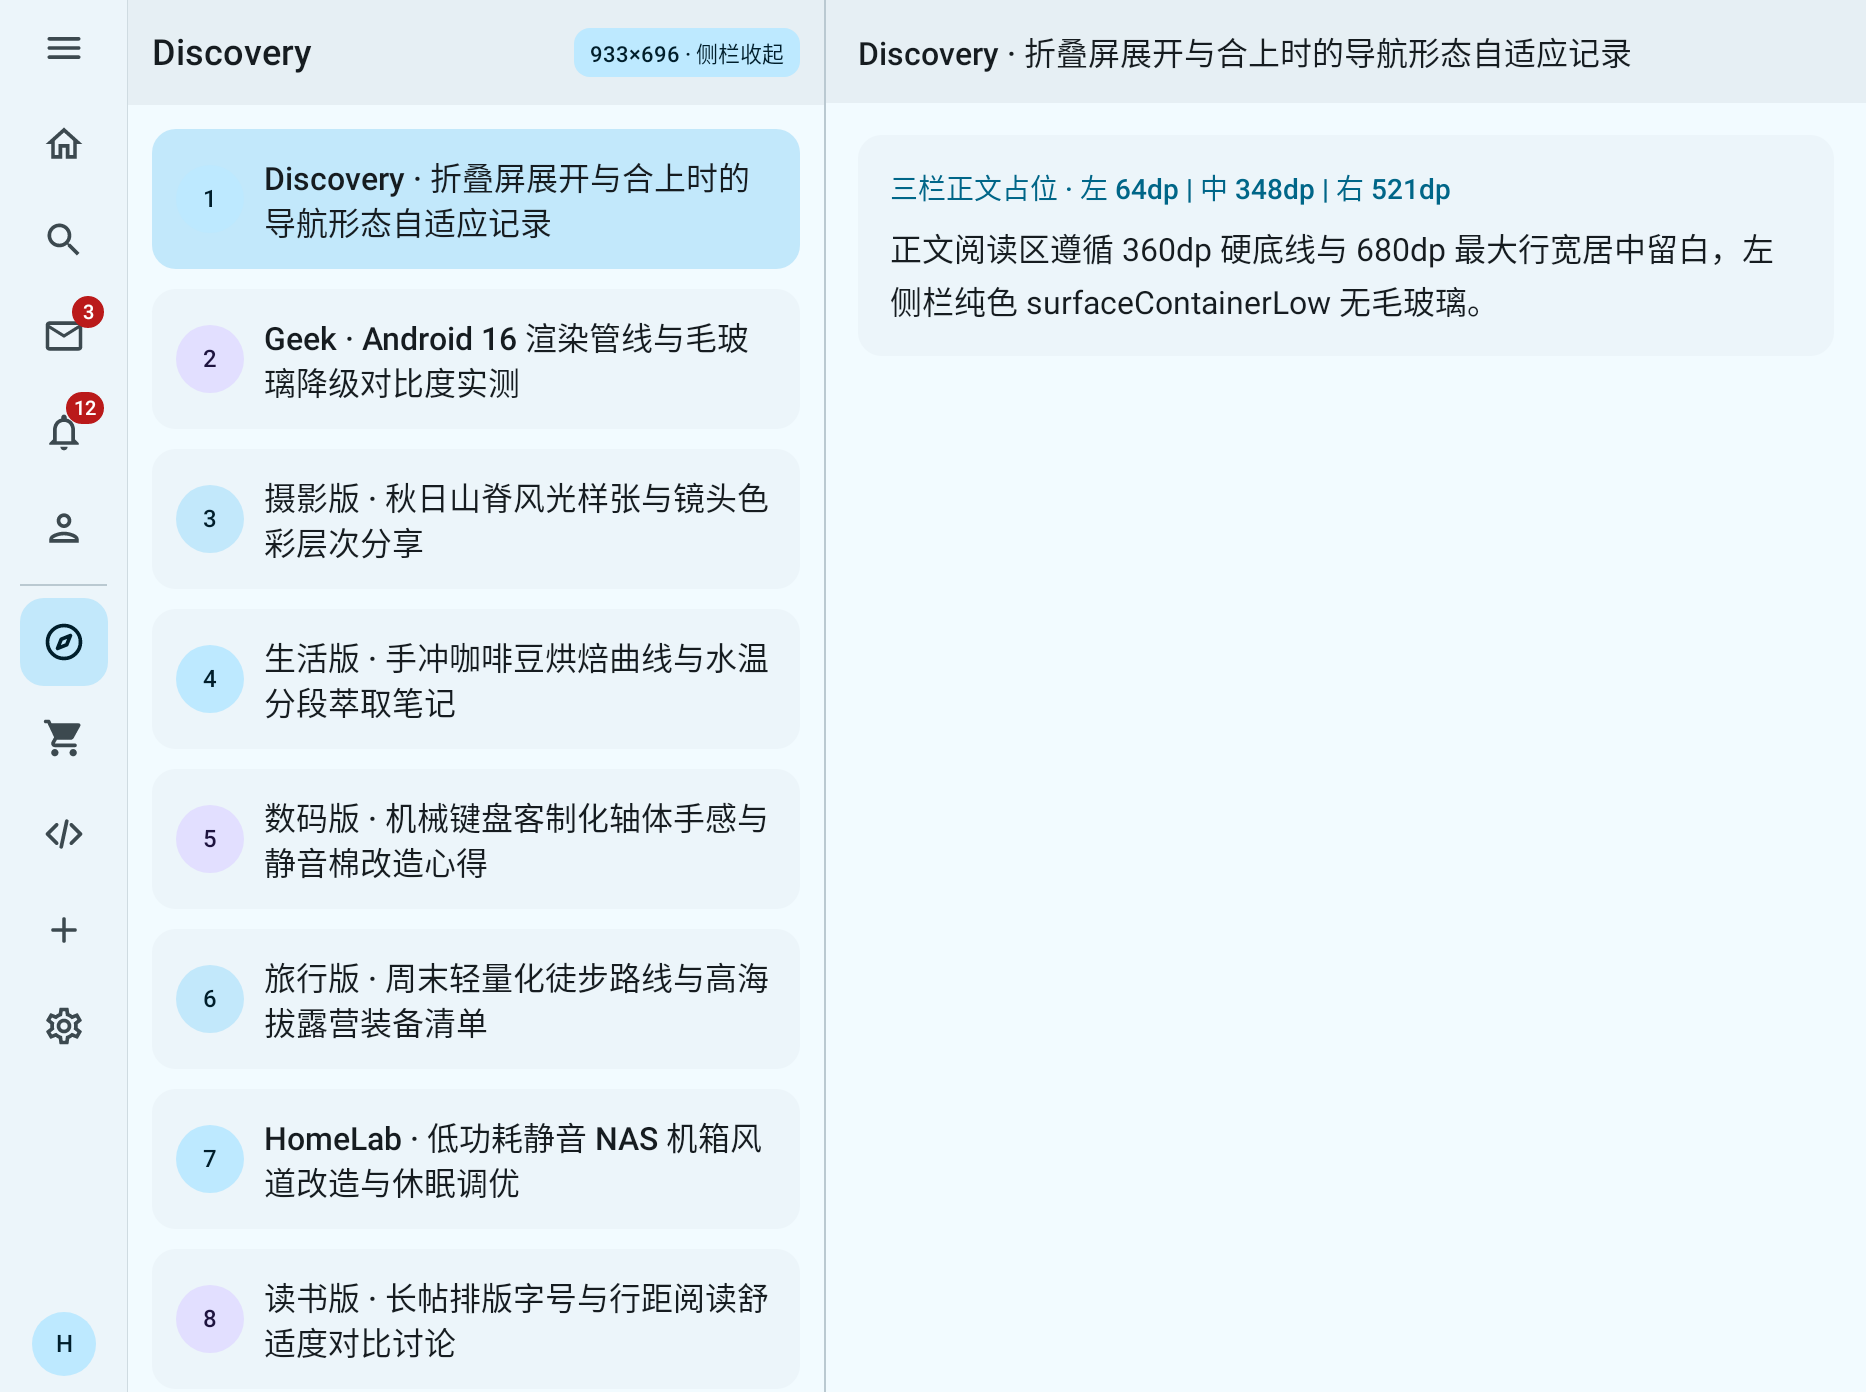 Discovery
933×696 · 侧栏收起
3
12
H
1
Discovery · 折叠屏展开与合上时的
导航形态自适应记录
2
Geek · Android 16 渲染管线与毛玻
璃降级对比度实测
3
摄影版 · 秋日山脊风光样张与镜头色
彩层次分享
4
生活版 · 手冲咖啡豆烘焙曲线与水温
分段萃取笔记
5
数码版 · 机械键盘客制化轴体手感与
静音棉改造心得
6
旅行版 · 周末轻量化徒步路线与高海
拔露营装备清单
7
HomeLab · 低功耗静音 NAS 机箱风
道改造与休眠调优
8
读书版 · 长帖排版字号与行距阅读舒
适度对比讨论
Discovery · 折叠屏展开与合上时的导航形态自适应记录
三栏正文占位 · 左 64dp | 中 348dp | 右 521dp
正文阅读区遵循 360dp 硬底线与 680dp 最大行宽居中留白，左
侧栏纯色 surfaceContainerLow 无毛玻璃。